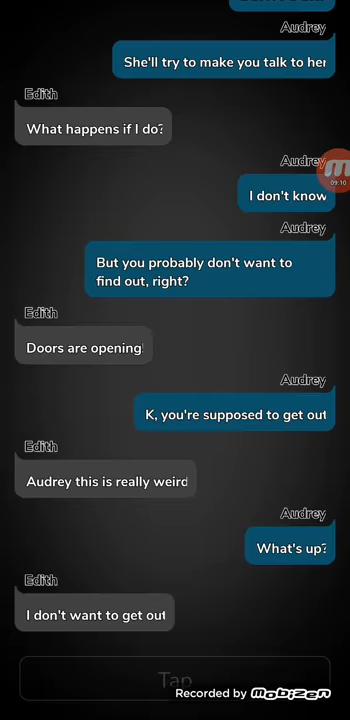 Audrey
She'll try to make you talk to her
Edith
What happens if I do?
Audrey
09:10
I don't know
Audrey
But you probably don't want to
find out, right?
Edith
Doors are opening!
Audrey
K, you're supposed to get out
Edith
Audrey this is really weird
Audrey
What's up?
Edith
I don't want to get out
Tap
Recorded by mobizen